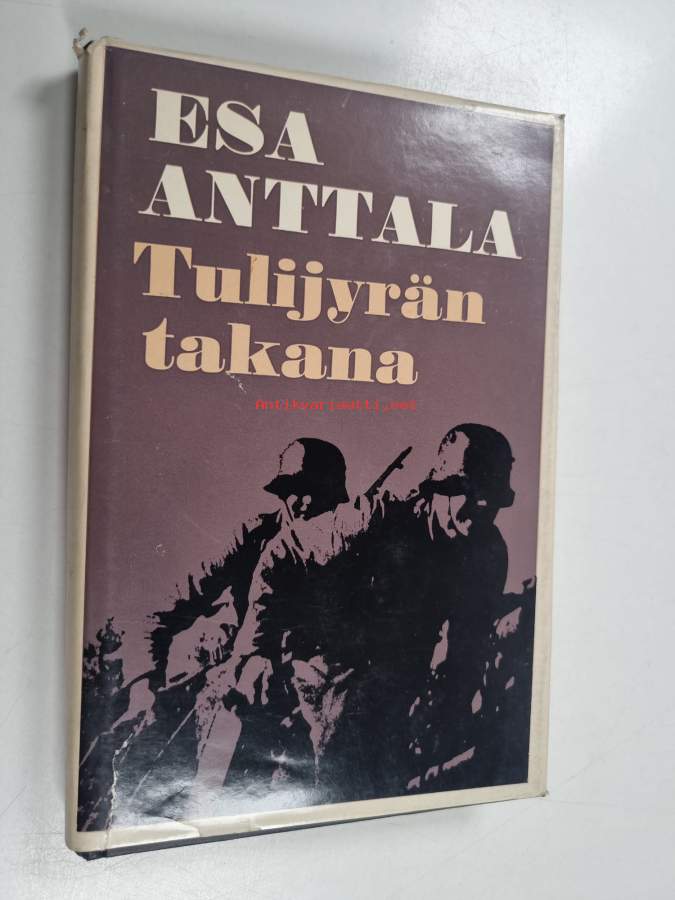 ESA
ANTTALA
Tulijyrän
takana
Antikvariaatti.net